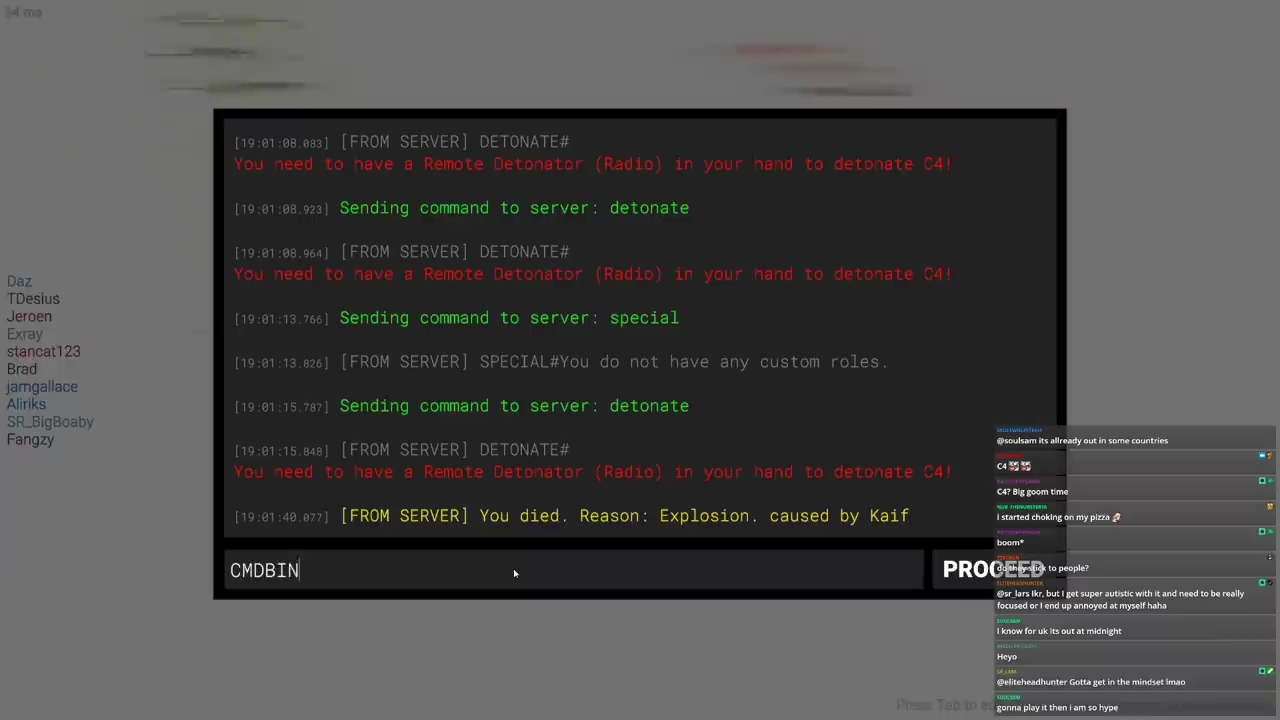 [19:01:08.083] [FROM SERVER] DETONATE#
You need to have a Remote Detonator (Radio) in your hand to detonate C4!
[19:01:08.923] Sending command to server: detonate
[19:01:08.964] [FROM SERVER] DETONATE#
You need to have a Remote Detonator (Radio) in your hand to detonate C4!
[19:01:13.766] Sending command to server: special
[19:01:13.826] [FROM SERVER] SPECIAL#You do not have any custom roles.
[19:01:15.787] Sending command to server: detonate
[19:01:15.848] [FROM SERVER] DETONATE#
You need to have a Remote Detonator (Radio) in your hand to detonate C4!
[19:01:40.077] [FROM SERVER] You died. Reason: Explosion. caused by Kaif
CMDBIN
PROCEED
Daz
TDesius
Jeroen
Exray
stancat123
Brad
jamgallace
Aliriks
SR_BigBoaby
Fangzy
@soulsam its allready out in some countries
C4
C4? Big goom time
i started choking on my pizza
boom*
do they stick to people?
@sr_lars Ikr, but I get super autistic with it and need to be really
focused or I end up annoyed at myself haha
I know for uk its out at midnight
Heyo
@eliteheadhunter Gotta get in the mindset lmao
gonna play it then i am so hype
Press Tab to